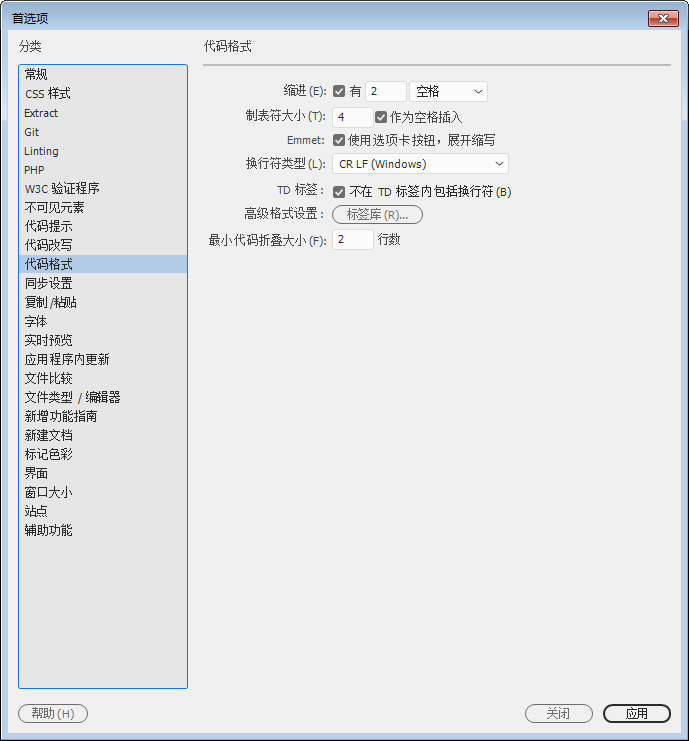 首选项
分类
常规
CSS 样式
Extract
Git
Linting
PHP
W3C 验证程序
不可见元素
代码提示
代码改写
代码格式
同步设置
复制/粘贴
字体
实时预览
应用程序内更新
文件比较
文件类型 / 编辑器
新增功能指南
新建文档
标记色彩
界面
窗口大小
站点
辅助功能
代码格式
缩进 (E): 有 2 空格
制表符大小 (T): 4 作为空格插入
Emmet: 使用选项卡按钮，展开缩写
换行符类型 (L): CR LF (Windows)
TD 标签： 不在 TD 标签内包括换行符 (B)
高级格式设置： 标签库 (R)...
最小代码折叠大小 (F): 2 行数
帮助 (H) 关闭 应用